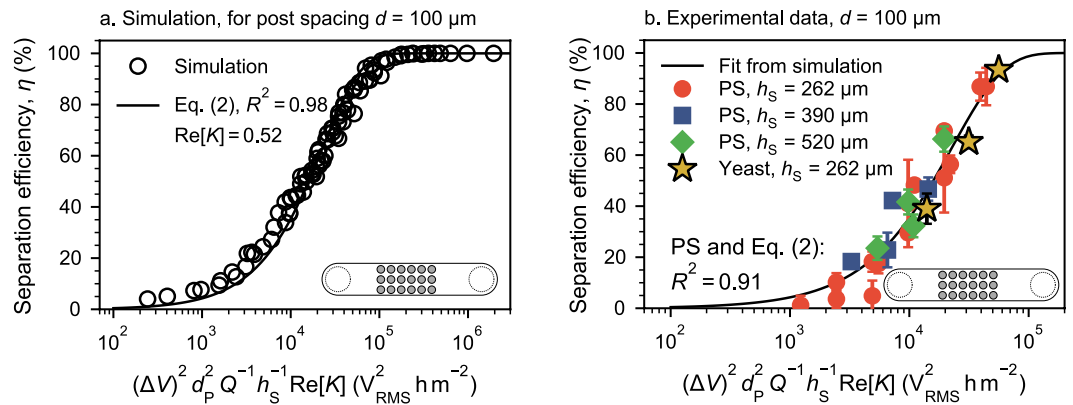 a. Simulation, for post spacing d = 100 µm
Separation efficiency, η (%)
100
80
60
40
20
0
Simulation
Eq. (2), R² = 0.98
Re[K] = 0.52
10² 10³ 10⁴ 10⁵ 10⁶
(ΔV)² d_P² Q⁻¹ h_S⁻¹ Re[K] (V_RMS² h m⁻²)
b. Experimental data, d = 100 µm
Separation efficiency, η (%)
100
80
60
40
20
0
Fit from simulation
PS, h_S = 262 µm
PS, h_S = 390 µm
PS, h_S = 520 µm
Yeast, h_S = 262 µm
PS and Eq. (2):
R² = 0.91
10² 10³ 10⁴ 10⁵
(ΔV)² d_P² Q⁻¹ h_S⁻¹ Re[K] (V_RMS² h m⁻²)